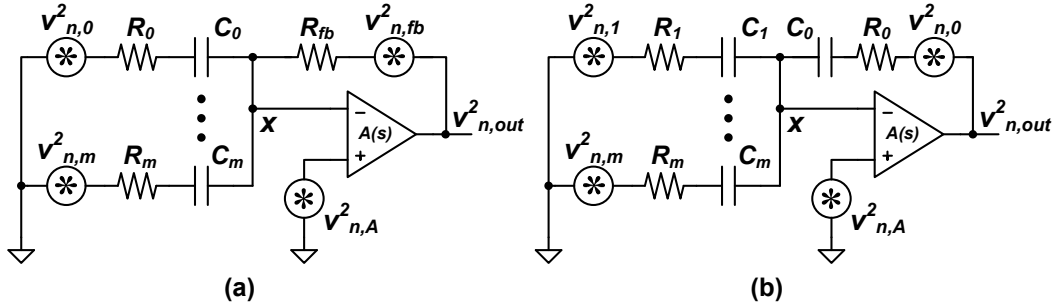 v²n,0 R0 C0 Rfb v²n,fb
A(s) − +
x
v²n,out
v²n,m Rm Cm
v²n,A
(a)
v²n,1 R1 C1 C0 R0 v²n,0
A(s) − +
x
v²n,out
v²n,m Rm Cm
v²n,A
(b)